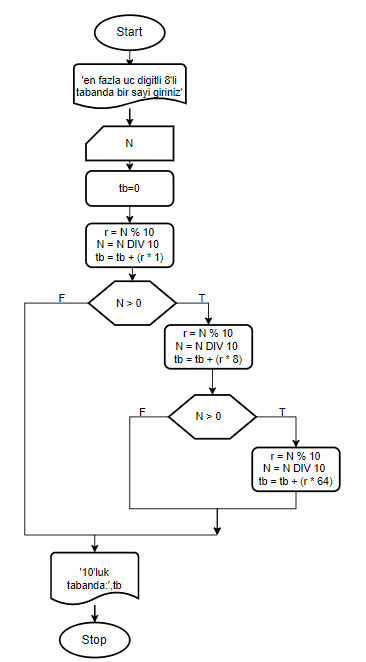 Start
'en fazla uc digitli 8'li
tabanda bir sayi giriniz'
N
tb=0
r = N % 10
N = N DIV 10
tb = tb + (r * 1)
F
N > 0
T
r = N % 10
N = N DIV 10
tb = tb + (r * 8)
F
N > 0
T
r = N % 10
N = N DIV 10
tb = tb + (r * 64)
'10'luk
tabanda:',tb
Stop